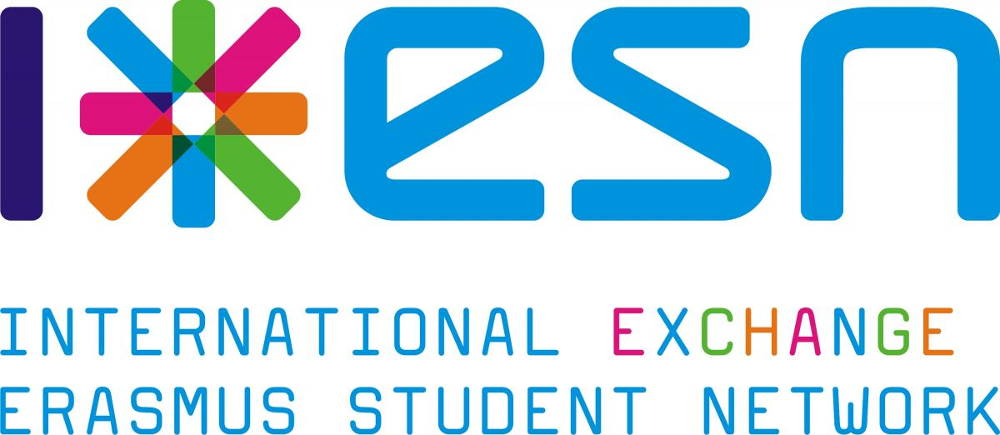 I esn
INTERNATIONAL EXCHANGE
ERASMUS STUDENT NETWORK